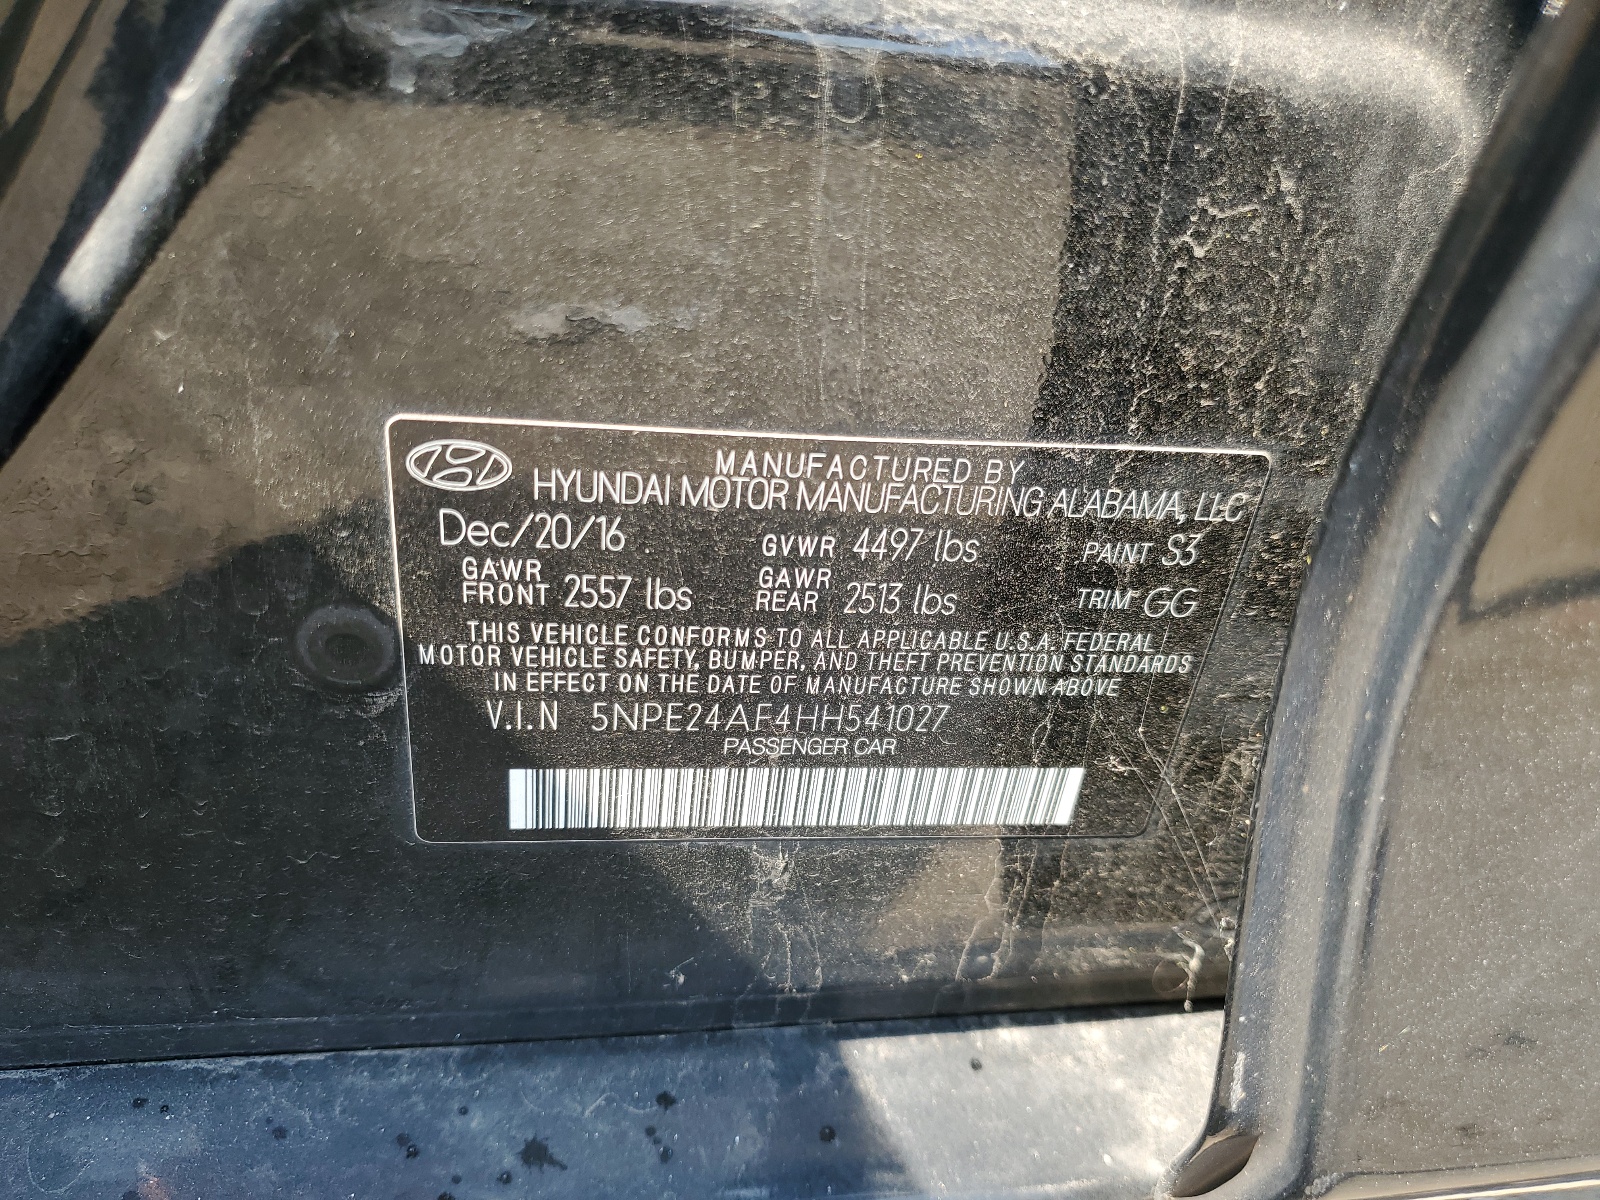 MANUFACTURED BY
HYUNDAI MOTOR MANUFACTURING ALABAMA, LLC
Dec/20/16 GVWR 4497 lbs PAINT S3
GAWR FRONT 2557 lbs GAWR REAR 2513 lbs TRIM GG
THIS VEHICLE CONFORMS TO ALL APPLICABLE U.S.A. FEDERAL
MOTOR VEHICLE SAFETY, BUMPER, AND THEFT PREVENTION STANDARDS
IN EFFECT ON THE DATE OF MANUFACTURE SHOWN ABOVE
V.I.N 5NPE24AF4HH541027
PASSENGER CAR